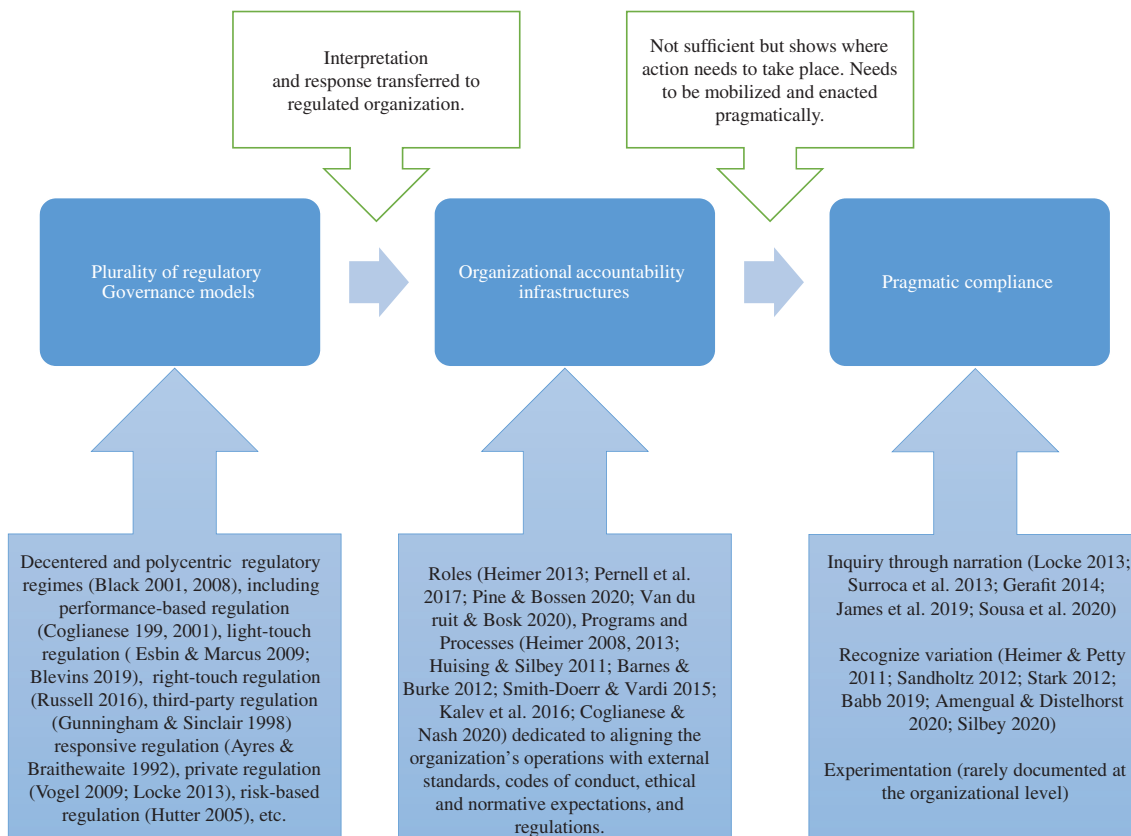 Interpretation
and response transferred to
regulated organization.
Not sufficient but shows where
action needs to take place. Needs
to be mobilized and enacted
pragmatically.
Plurality of regulatory
Governance models
Organizational accountability
infrastructures
Pragmatic compliance
Decentered and polycentric regulatory
regimes (Black 2001, 2008), including
performance-based regulation
(Coglianese 199, 2001), light-touch
regulation ( Esbin & Marcus 2009;
Blevins 2019), right-touch regulation
(Russell 2016), third-party regulation
(Gunningham & Sinclair 1998)
responsive regulation (Ayres &
Braithewaite 1992), private regulation
(Vogel 2009; Locke 2013), risk-based
regulation (Hutter 2005), etc.
Roles (Heimer 2013; Pernell et al.
2017; Pine & Bossen 2020; Van du
ruit & Bosk 2020), Programs and
Processes (Heimer 2008, 2013;
Huising & Silbey 2011; Barnes &
Burke 2012; Smith-Doerr & Vardi 2015;
Kalev et al. 2016; Coglianese &
Nash 2020) dedicated to aligning the
organization’s operations with external
standards, codes of conduct, ethical
and normative expectations, and
regulations.
Inquiry through narration (Locke 2013;
Surroca et al. 2013; Gerafit 2014;
James et al. 2019; Sousa et al. 2020)
Recognize variation (Heimer & Petty
2011; Sandholtz 2012; Stark 2012;
Babb 2019; Amengual & Distelhorst
2020; Silbey 2020)
Experimentation (rarely documented at
the organizational level)